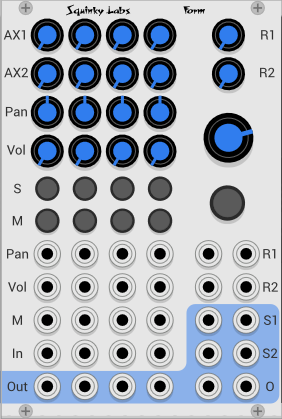 Squinky Labs Form
AX1 R1
AX2 R2
Pan
Vol
S
M
Pan R1
Vol R2
M S1
In S2
Out O